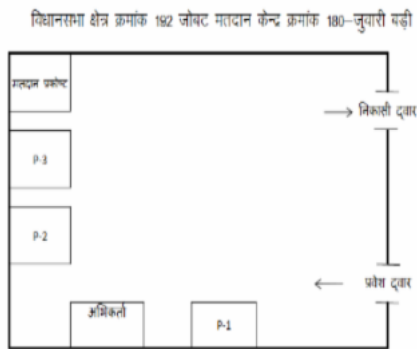 विधानसभा क्षेत्र क्रमांक 192 जोबट मतदान केन्द्र क्रमांक 180-जुवारी बड़ी
मतदान प्रकोष्ट
निकासी द्वार
P-3
P-2
प्रवेश द्वार
अभिकर्ता
P-1